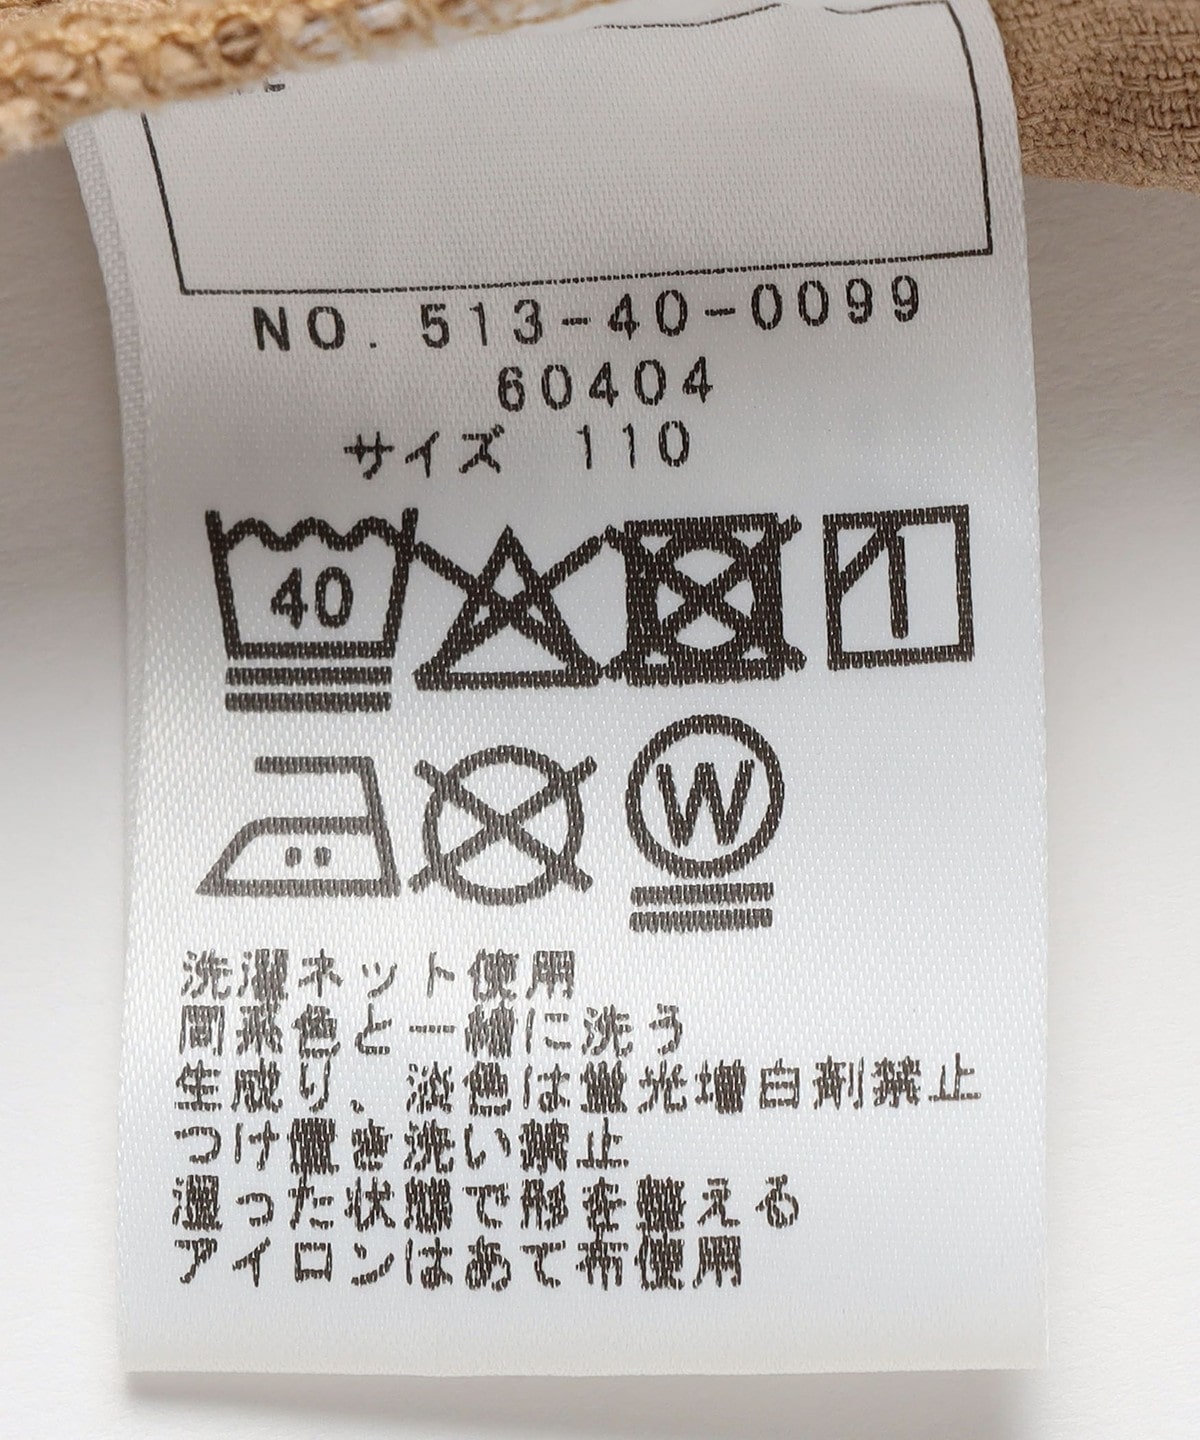 NO. 513-40-0099
60404
サイズ 110
40
W
洗濯ネット使用
同系色と一緒に洗う
生成り、淡色は蛍光増白剤禁止
つけ置き洗い禁止
濡った状態で形を整える
アイロンはあて布使用